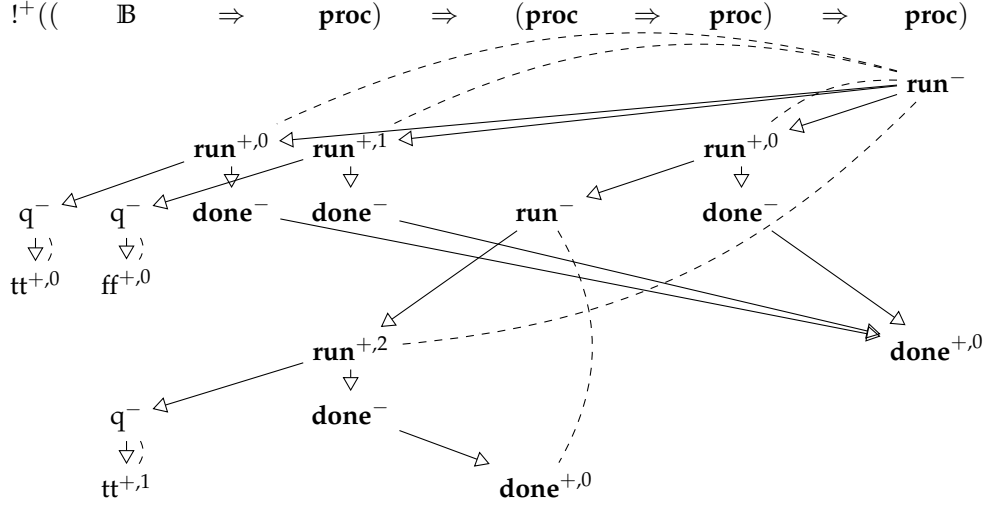 !⁺(( 𝔹 ⇒ proc) ⇒ (proc ⇒ proc) ⇒ proc)
run⁻
run⁺,⁰ run⁺,¹ run⁺,⁰
q⁻ q⁻ done⁻ done⁻ run⁻ done⁻
tt⁺,⁰ ff⁺,⁰
run⁺,² done⁺,⁰
q⁻ done⁻
tt⁺,¹ done⁺,⁰